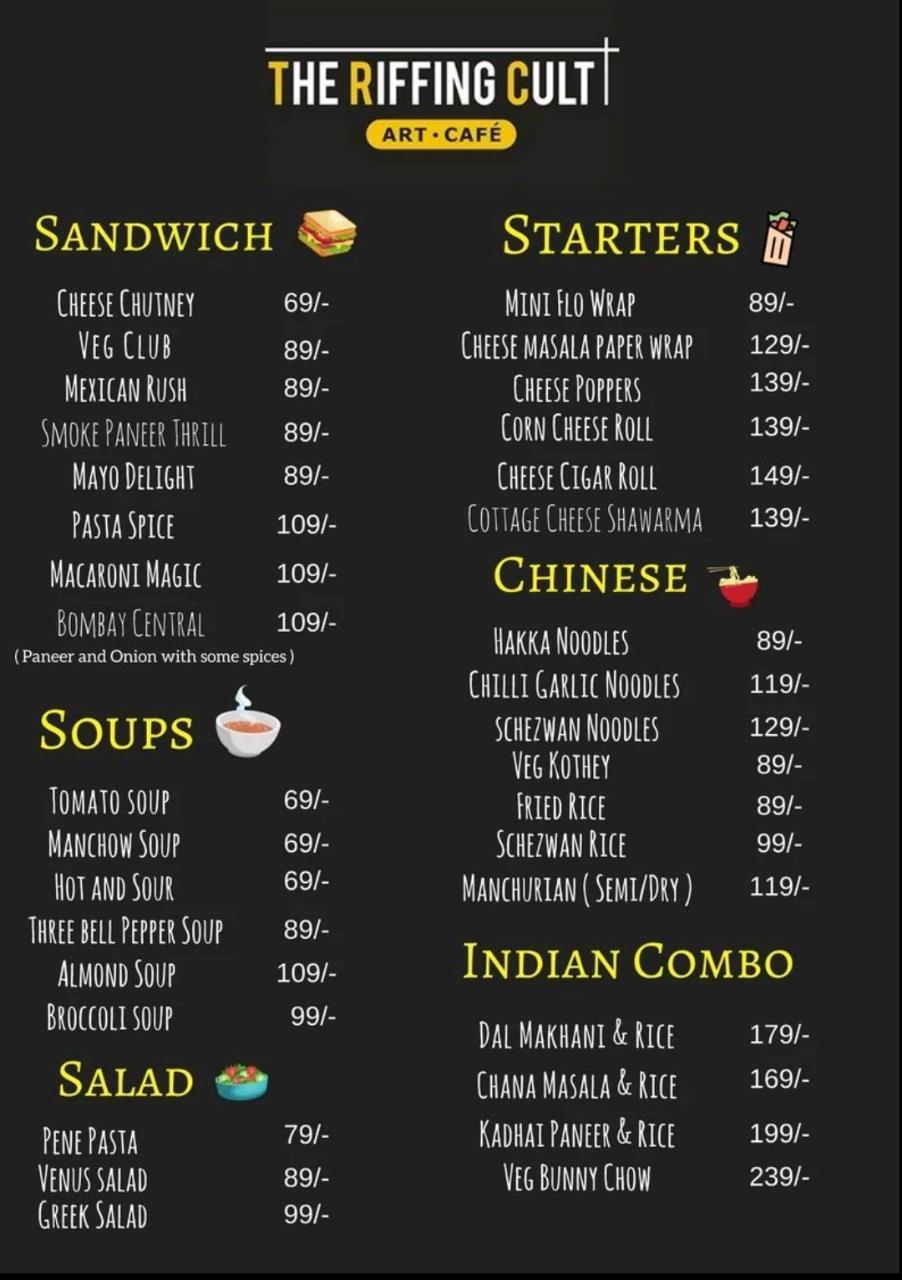 THE RIFFING CULT
ART • CAFÉ
SANDWICH
CHEESE CHUTNEY 69/-
VEG CLUB 89/-
MEXICAN RUSH 89/-
SMOKE PANEER THRILL 89/-
MAYO DELIGHT 89/-
PASTA SPICE 109/-
MACARONI MAGIC 109/-
BOMBAY CENTRAL 109/-
( Paneer and Onion with some spices )
SOUPS
TOMATO SOUP 69/-
MANCHOW SOUP 69/-
HOT AND SOUR 69/-
THREE BELL PEPPER SOUP 89/-
ALMOND SOUP 109/-
BROCCOLI SOUP 99/-
SALAD
PENE PASTA 79/-
VENUS SALAD 89/-
GREEK SALAD 99/-
STARTERS
MINI FLO WRAP 89/-
CHEESE MASALA PAPER WRAP 129/-
CHEESE POPPERS 139/-
CORN CHEESE ROLL 139/-
CHEESE CIGAR ROLL 149/-
COTTAGE CHEESE SHAWARMA 139/-
CHINESE
HAKKA NOODLES 89/-
CHILLI GARLIC NOODLES 119/-
SCHEZWAN NOODLES 129/-
VEG KOTHEY 89/-
FRIED RICE 89/-
SCHEZWAN RICE 99/-
MANCHURIAN ( SEMI/DRY ) 119/-
INDIAN COMBO
DAL MAKHANI & RICE 179/-
CHANA MASALA & RICE 169/-
KADHAI PANEER & RICE 199/-
VEG BUNNY CHOW 239/-